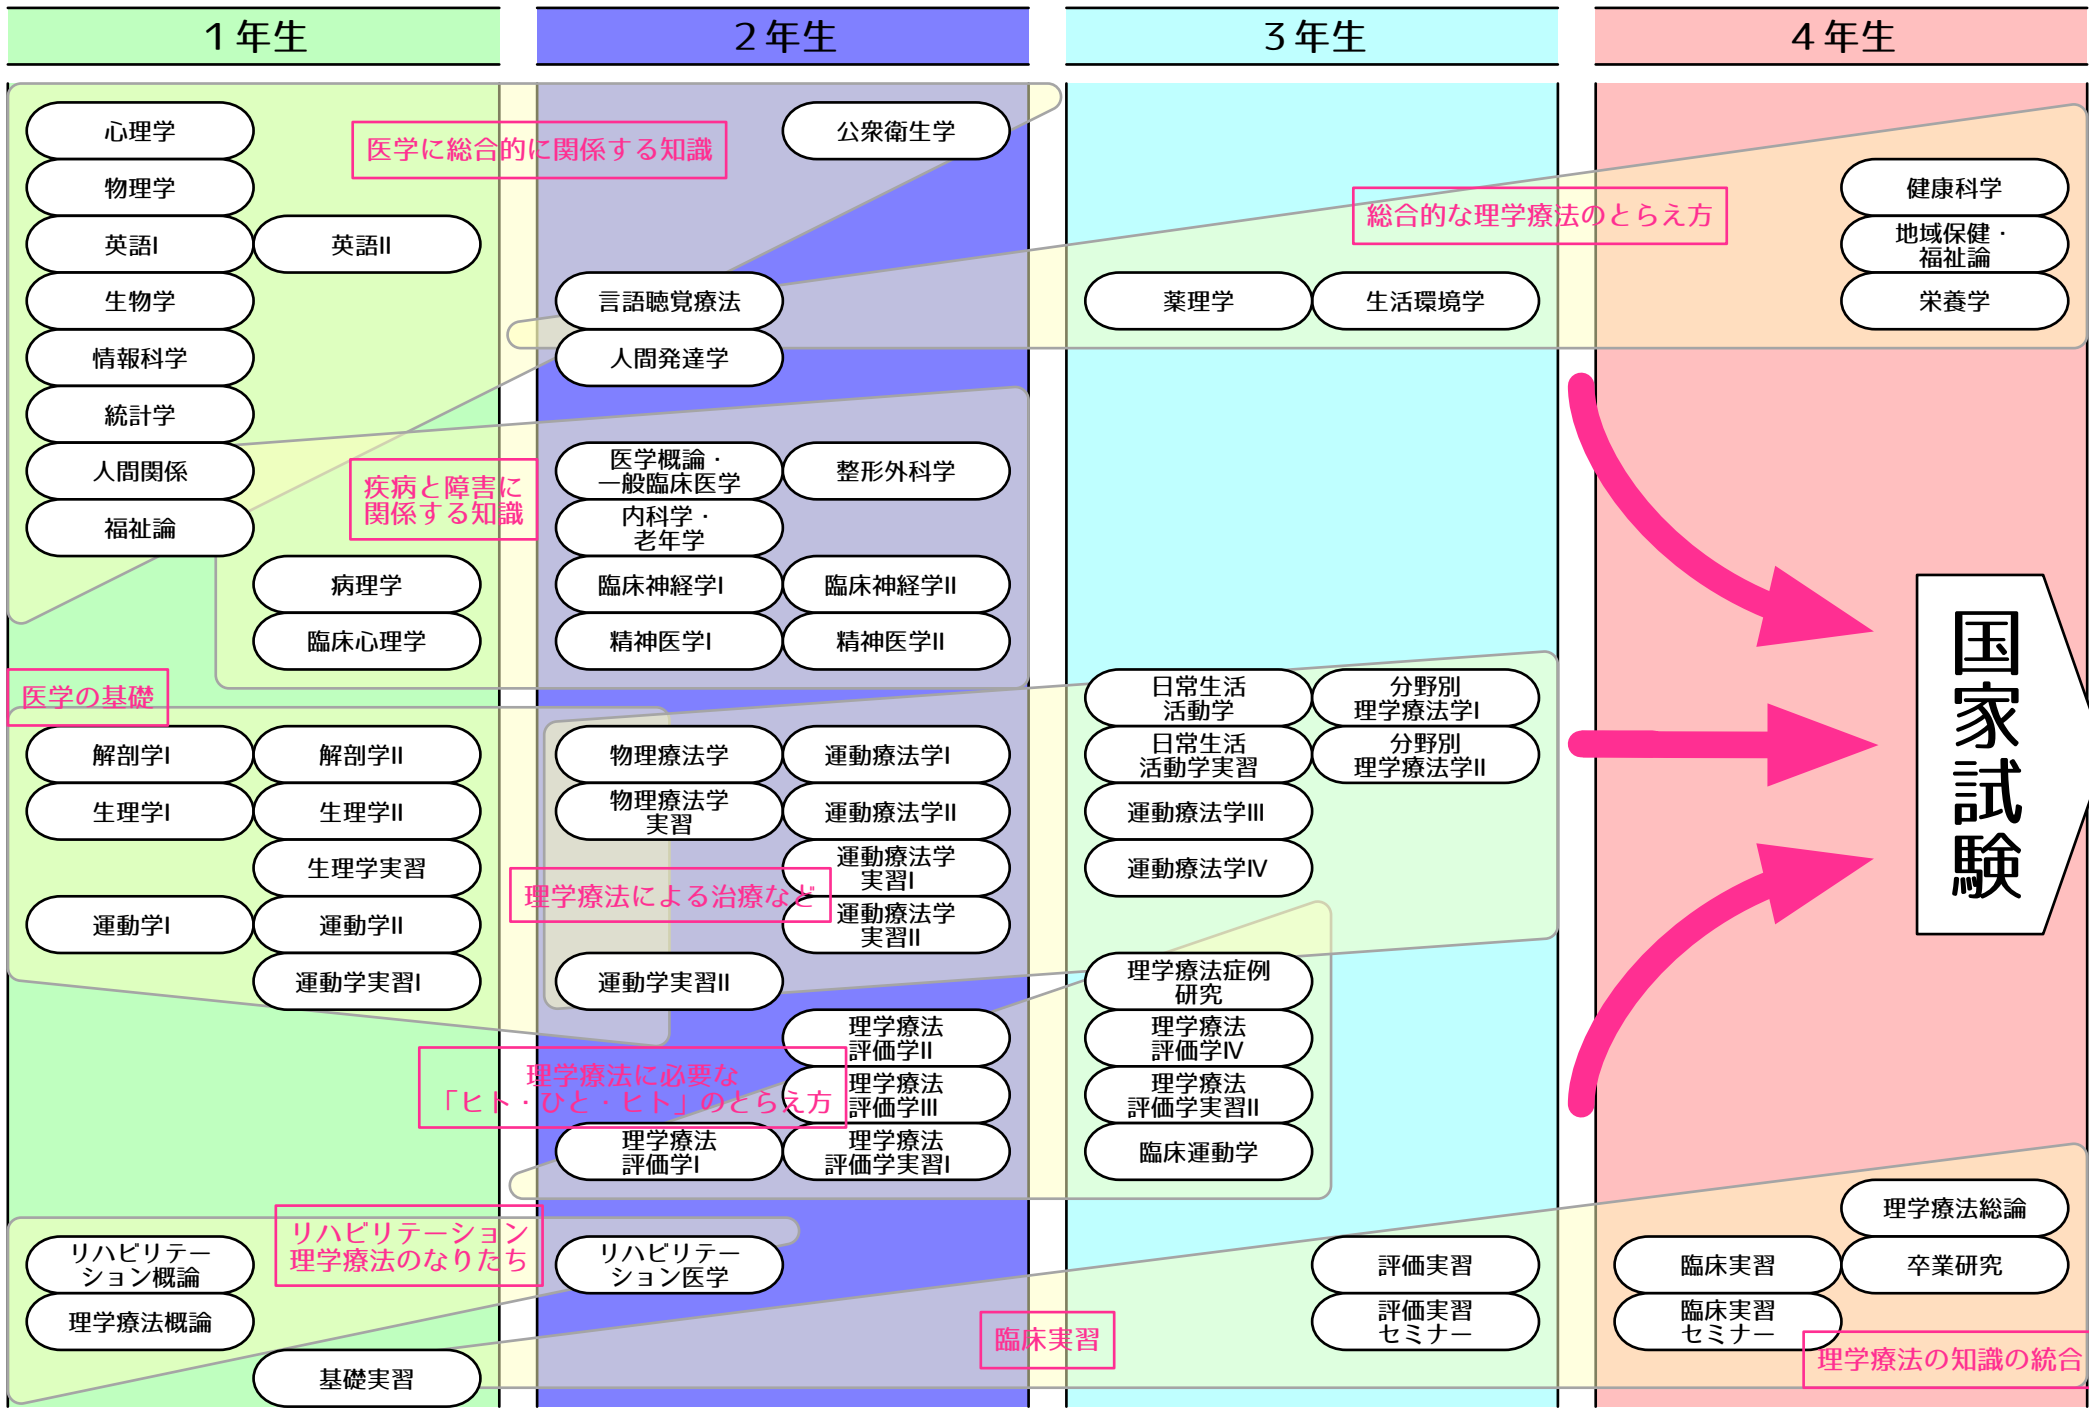 1年生
2年生
3年生
4年生
心理学
公衆衛生学
医学に総合的に関係する知識
物理学
健康科学
総合的な理学療法のとらえ方
英語I
英語II
地域保健・
福祉論
生物学
言語聴覚療法
薬理学
生活環境学
栄養学
情報科学
人間発達学
統計学
人間関係
医学概論・
一般臨床医学
整形外科学
疾病と障害に
関係する知識
福祉論
内科学・
老年学
病理学
臨床神経学I
臨床神経学II
臨床心理学
精神医学I
精神医学II
国家試験
医学の基礎
日常生活
活動学
分野別
理学療法学I
解剖学I
解剖学II
物理療法学
運動療法学I
日常生活
活動学実習
分野別
理学療法学II
生理学I
生理学II
物理療法学
実習
運動療法学II
運動療法学III
生理学実習
運動療法学
実習I
運動療法学IV
理学療法による治療など
運動学I
運動学II
運動療法学
実習II
運動学実習I
運動学実習II
理学療法症例
研究
理学療法
評価学II
理学療法
評価学IV
理学療法に必要な
「ヒト・ひと・ヒト」のとらえ方
理学療法
評価学III
理学療法
評価学実習II
理学療法
評価学I
理学療法
評価学実習I
臨床運動学
理学療法総論
リハビリテーション
理学療法のなりたち
リハビリテー
ション概論
リハビリテー
ション医学
評価実習
臨床実習
卒業研究
理学療法概論
臨床実習
評価実習
セミナー
臨床実習
セミナー
理学療法の知識の統合
基礎実習